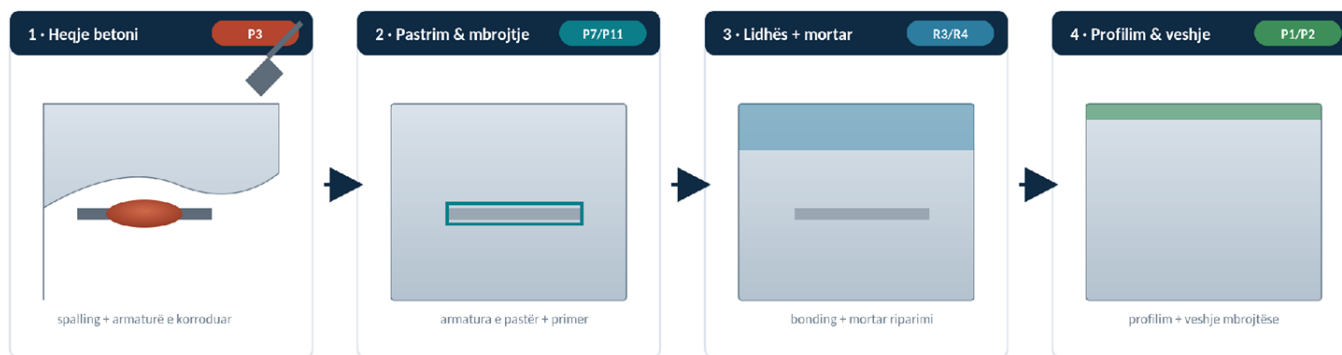 1 · Heqje betoni
P3
2 · Pastrim & mbrojtje
P7/P11
3 · Lidhës + mortar
R3/R4
4 · Profilim & veshje
P1/P2
spalling + armaturë e korroduar
armatura e pastër + primer
bonding + mortar riparimi
profilim + veshje mbrojtëse